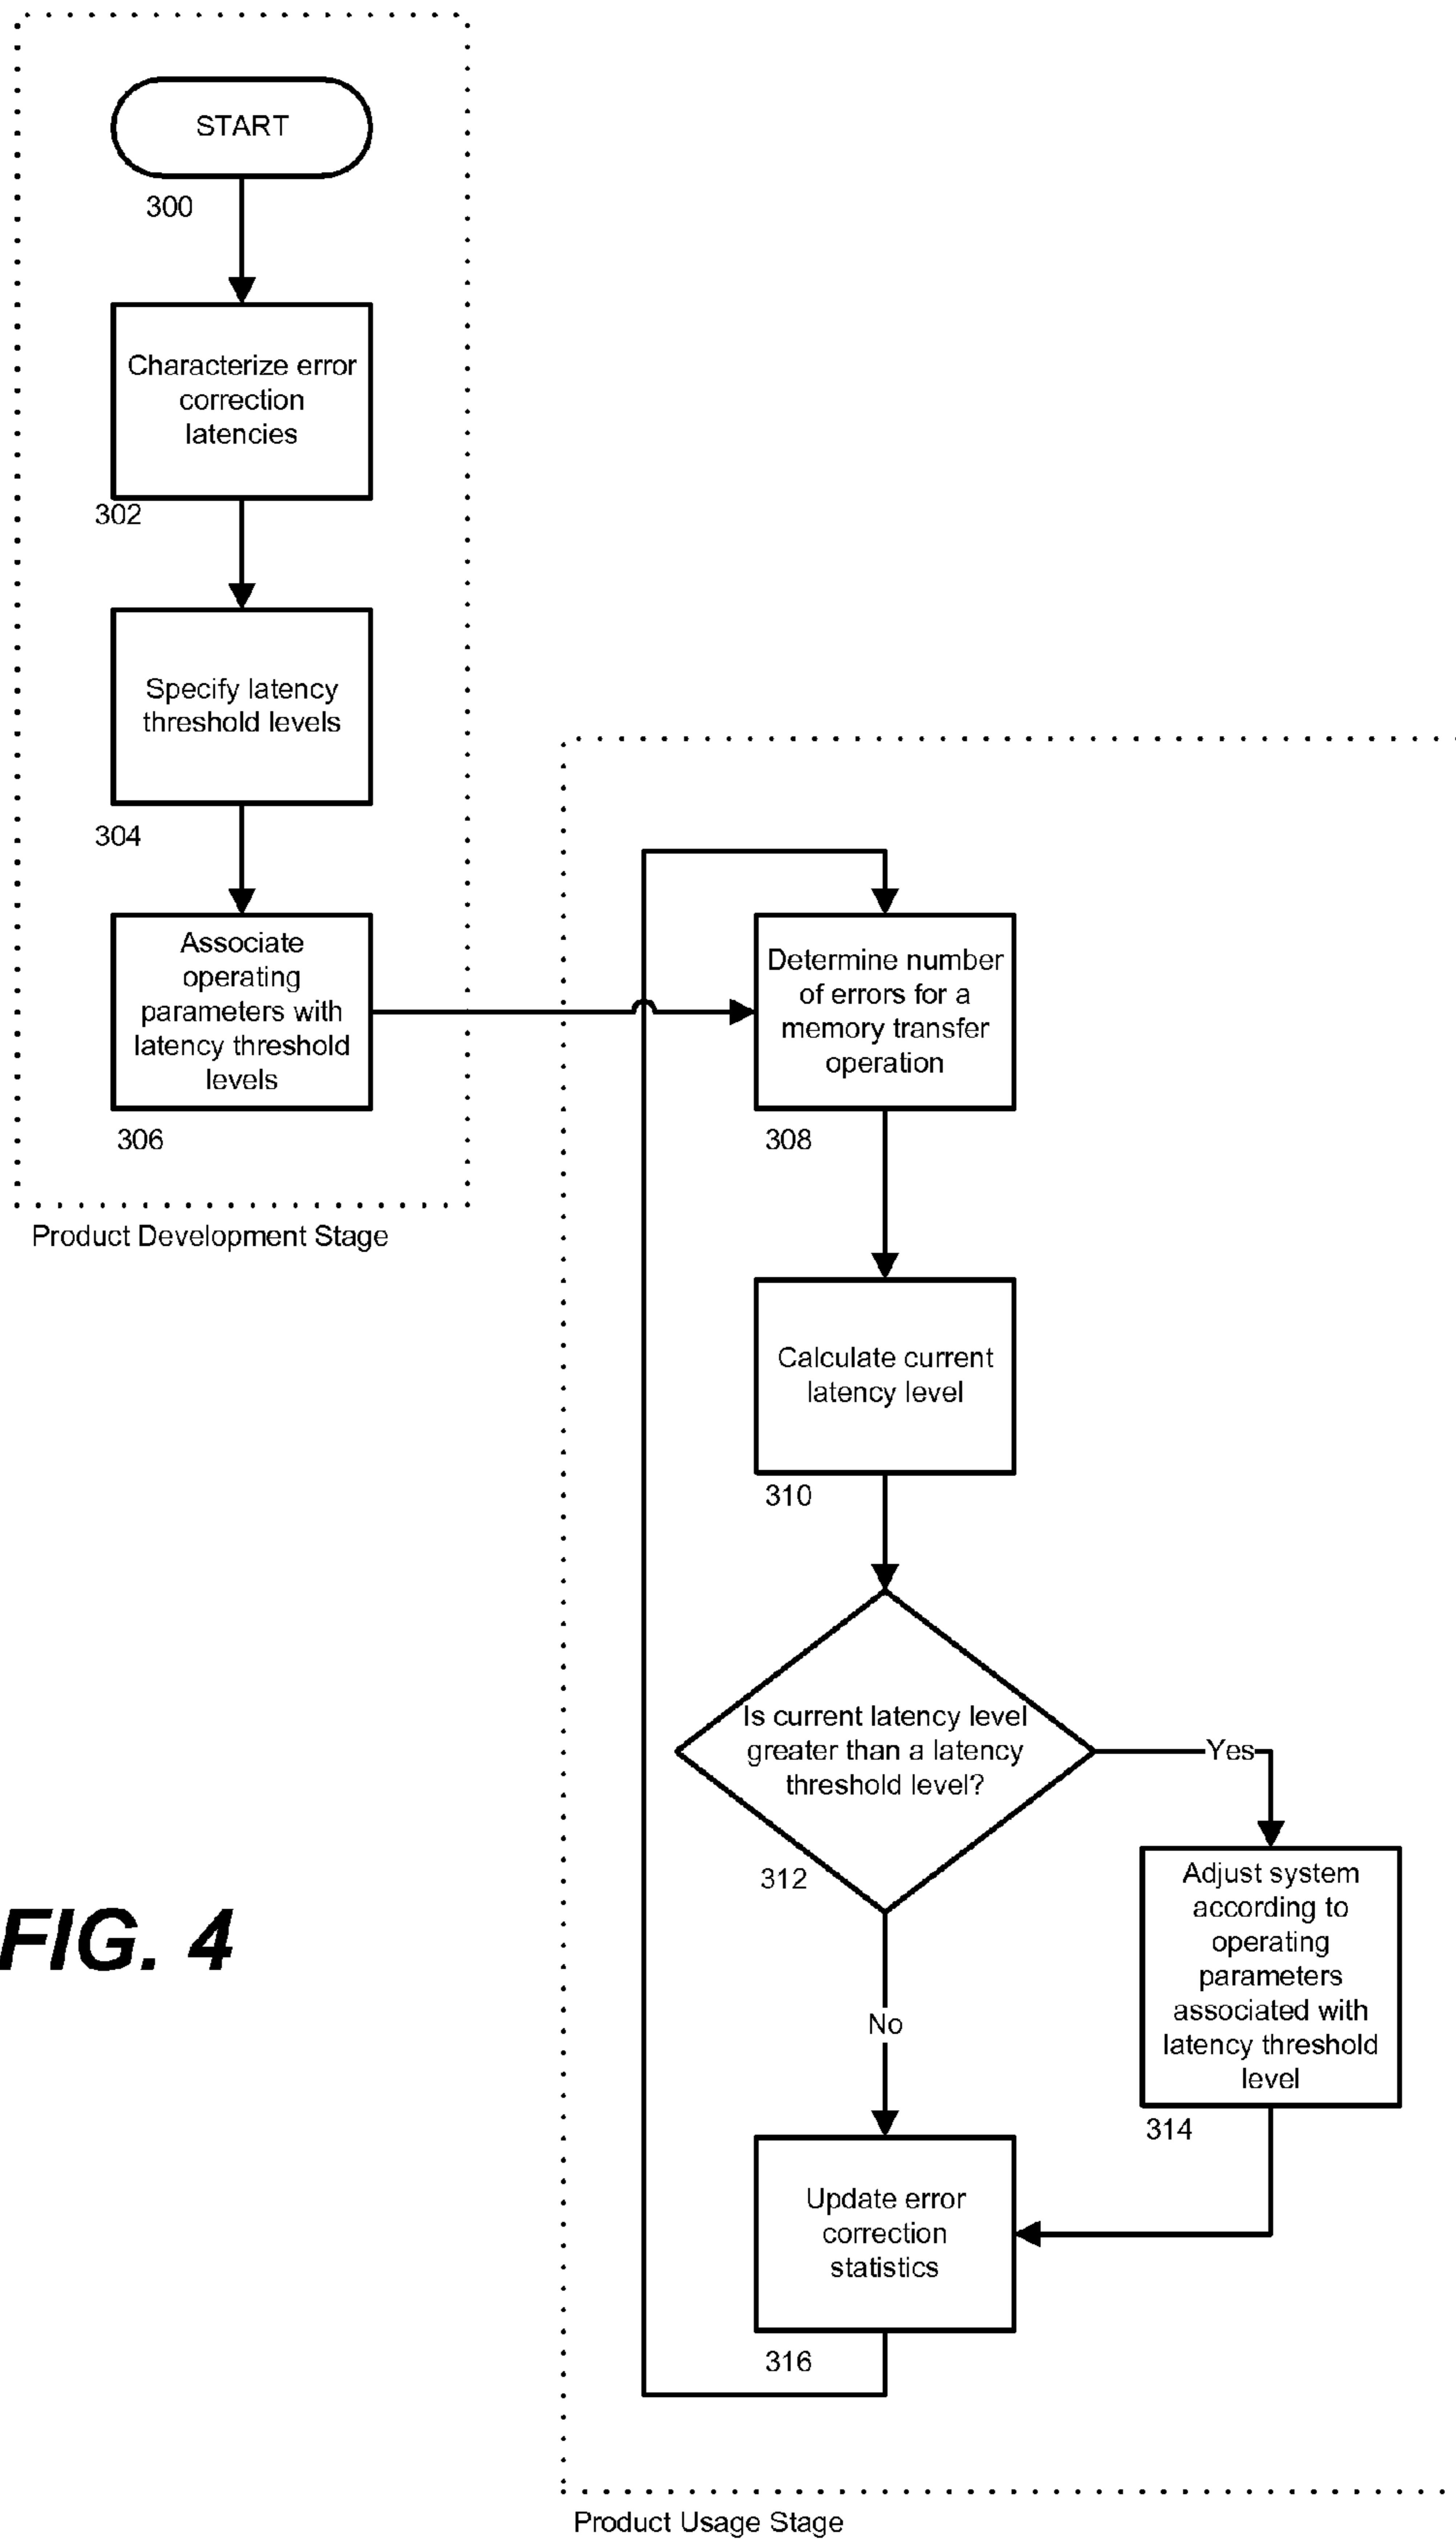 START
300
Characterize error
correction
latencies
302
Specify latency
threshold levels
304
Associate
operating
parameters with
latency threshold
levels
306
Product Development Stage
Determine number
of errors for a
memory transfer
operation
308
Calculate current
latency level
310
Is current latency level
greater than a latency
threshold level?
312
Yes
Adjust system
according to
operating
parameters
associated with
latency threshold
level
314
No
Update error
correction
statistics
316
Product Usage Stage
FIG. 4